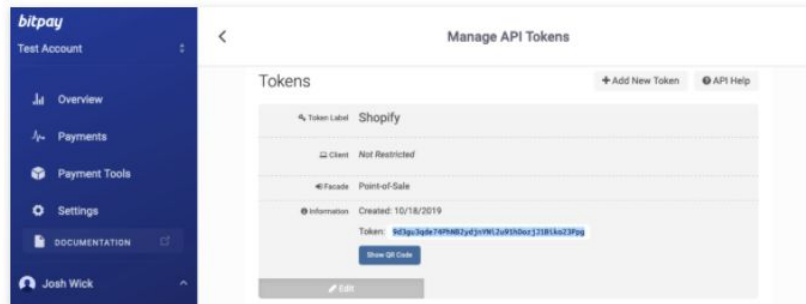 bitpay
Test Account
Manage API Tokens
Tokens
+ Add New Token
API Help
Overview
Payments
Payment Tools
Settings
DOCUMENTATION
Josh Wick
Token Label Shopify
Client Not Restricted
Facade Point-of-Sale
Information Created: 10/18/2019
Token:
Show QR Code
Edit